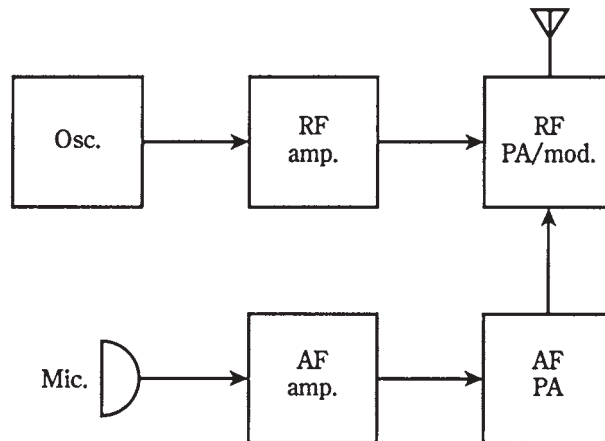 Osc.
RF
amp.
RF
PA/mod.
Mic.
AF
amp.
AF
PA